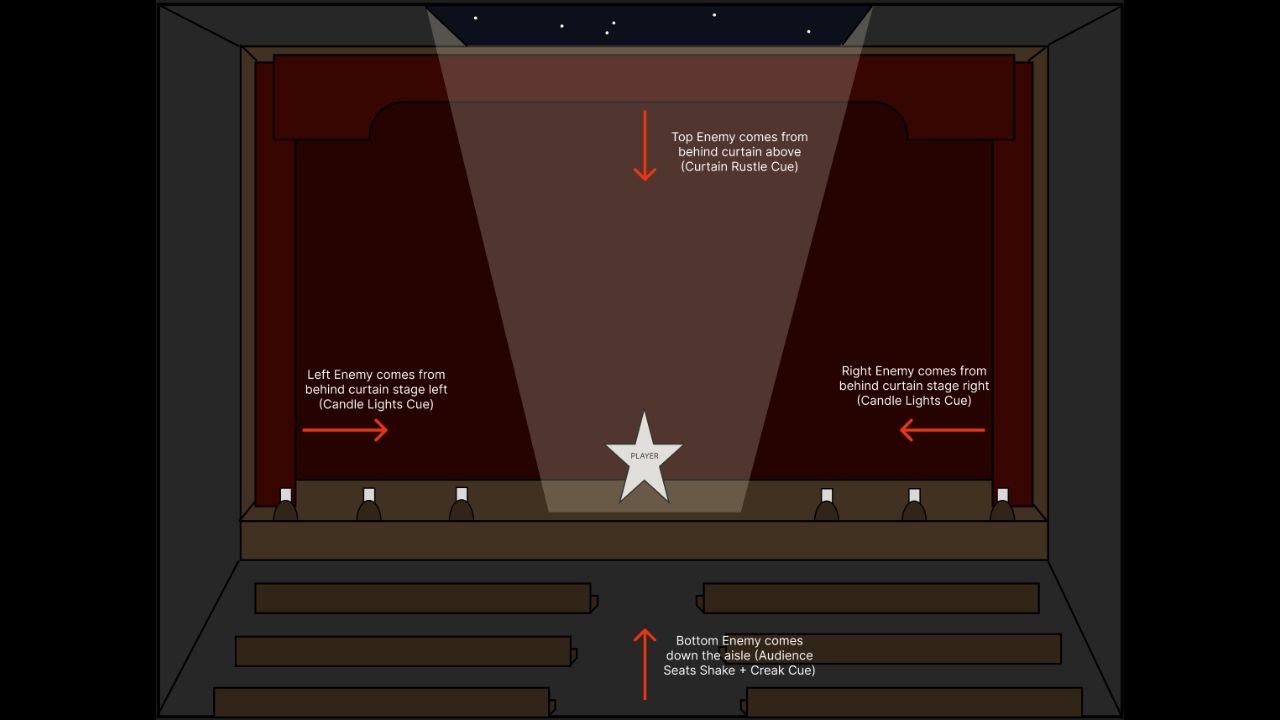 Top Enemy comes from
behind curtain above
(Curtain Rustle Cue)
Left Enemy comes from
behind curtain stage left
(Candle Lights Cue)
Right Enemy comes from
behind curtain stage right
(Candle Lights Cue)
PLAYER
Bottom Enemy comes
down the aisle (Audience
Seats Shake + Creak Cue)